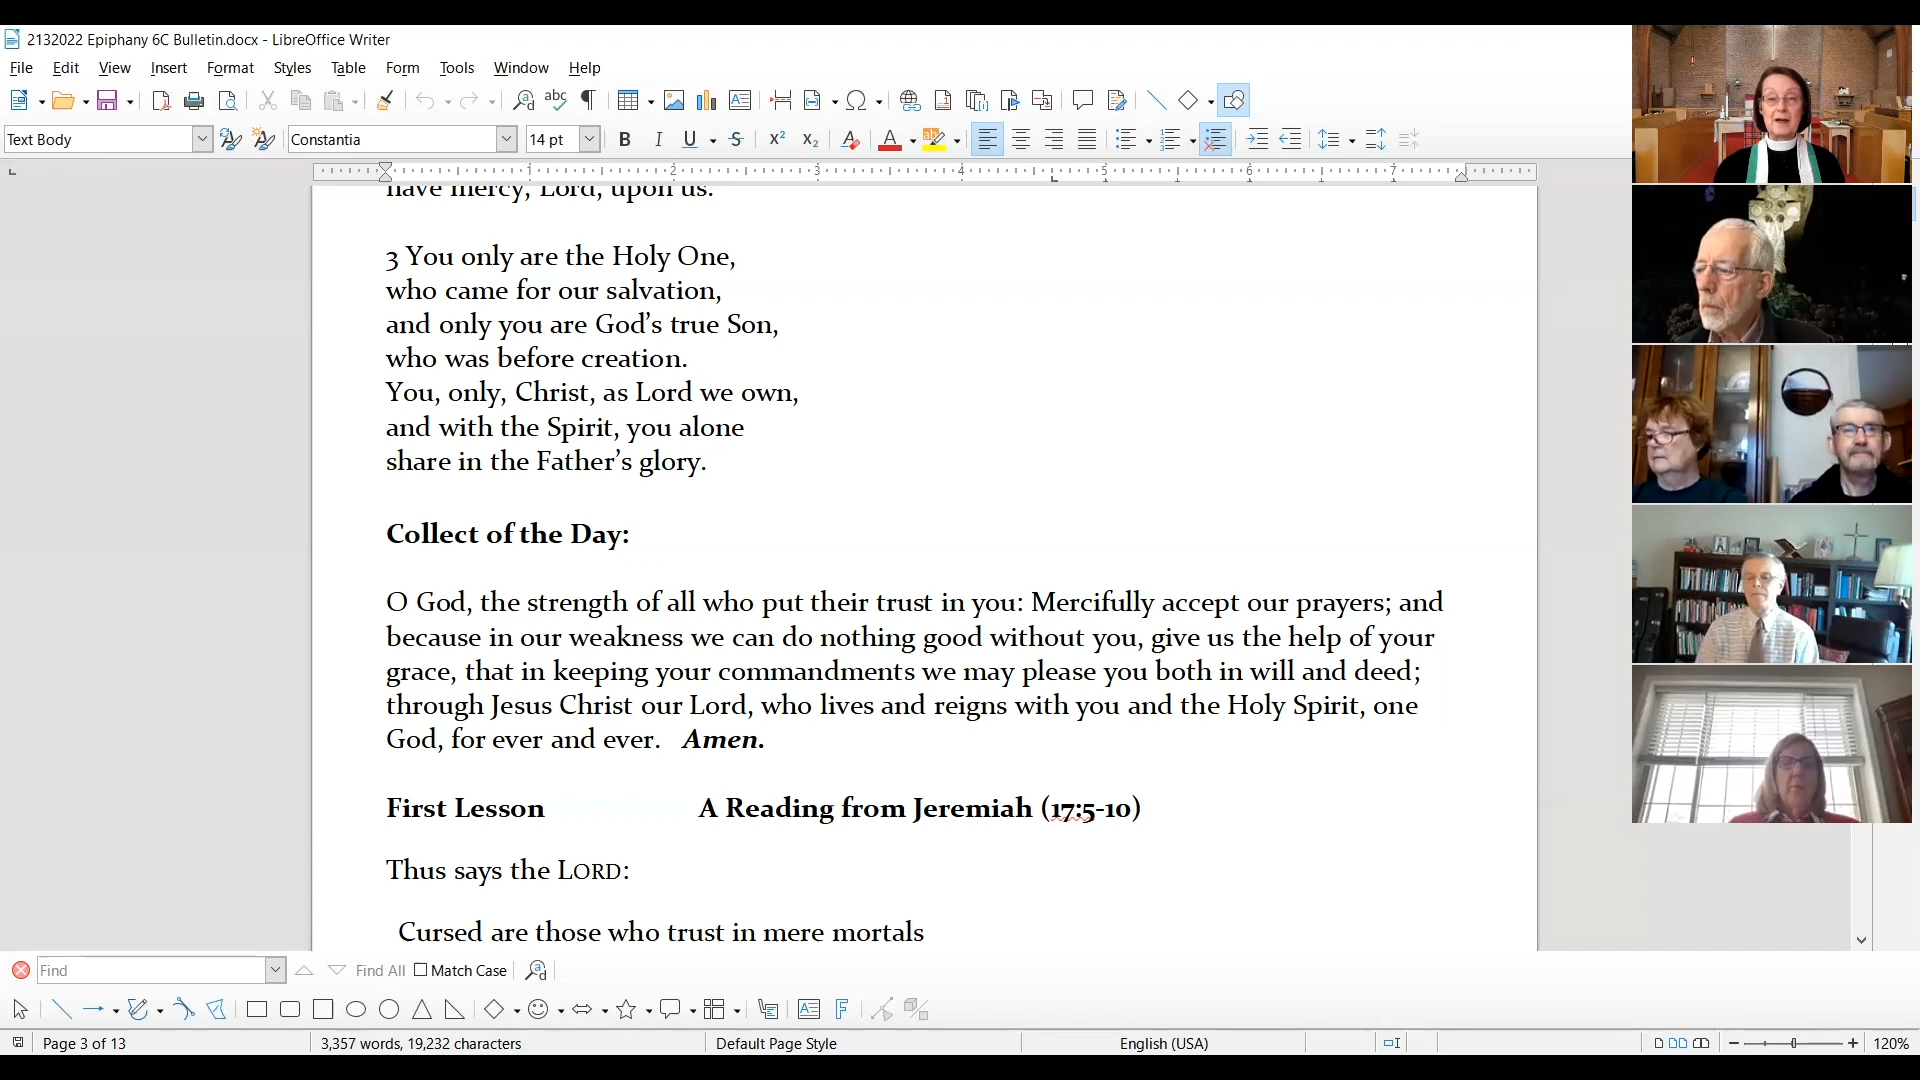 2132022 Epiphany 6C Bulletin.docx - LibreOffice Writer
File Edit View Insert Format Styles Table Form Tools Window Help
Text Body Constantia 14 pt
1 2 3 4 5 6 7
have mercy, Lord, upon us.
3 You only are the Holy One,
who came for our salvation,
and only you are God’s true Son,
who was before creation.
You, only, Christ, as Lord we own,
and with the Spirit, you alone
share in the Father’s glory.
Collect of the Day:
O God, the strength of all who put their trust in you: Mercifully accept our prayers; and
because in our weakness we can do nothing good without you, give us the help of your
grace, that in keeping your commandments we may please you both in will and deed;
through Jesus Christ our Lord, who lives and reigns with you and the Holy Spirit, one
God, for ever and ever. Amen.
First Lesson A Reading from Jeremiah (17:5-10)
Thus says the LORD:
Cursed are those who trust in mere mortals
Find Find All Match Case
Page 3 of 13 3,357 words, 19,232 characters Default Page Style English (USA) 120%